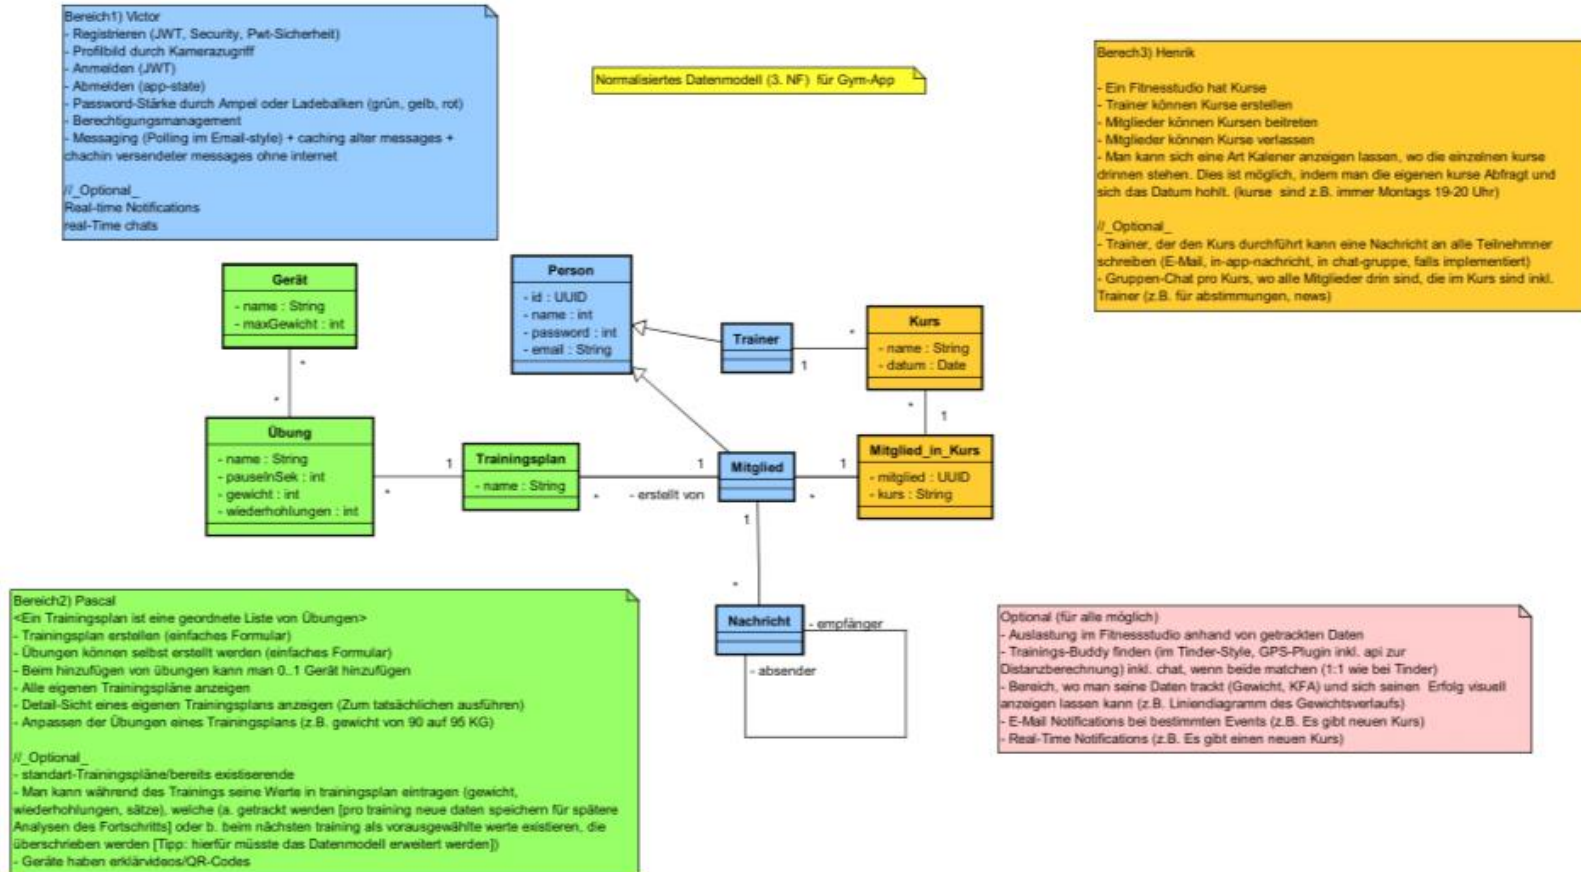 Bereich1) Victor
- Registrieren (JWT, Security, Pwt-Sicherheit)
- Profilbild durch Kamerazugriff
- Anmelden (JWT)
- Abmelden (app-state)
- Password-Stärke durch Ampel oder Ladebalken (grün, gelb, rot)
- Berechtigungsmanagement
- Messaging (Polling im Email-style) + caching alter messages +
chachin versendeter messages ohne internet
//_Optional_
Real-time Notifications
real-Time chats
Normalisiertes Datenmodell (3. NF) für Gym-App
Berech3) Henrik
- Ein Fitnesstudio hat Kurse
- Trainer können Kurse erstellen
- Mitglieder können Kursen beitreten
- Mitglieder können Kurse verlassen
- Man kann sich eine Art Kalener anzeigen lassen, wo die einzelnen kurse
drinnen stehen. Dies ist möglich, indem man die eigenen kurse Abfragt und
sich das Datum hohlt. (kurse sind z.B. immer Montags 19-20 Uhr)
//_Optional_
- Trainer, der den Kurs durchführt kann eine Nachricht an alle Teilnehmner
schreiben (E-Mail, in-app-nachricht, in chat-gruppe, falls implementiert)
- Gruppen-Chat pro Kurs, wo alle Mitglieder drin sind, die im Kurs sind inkl.
Trainer (z.B. für abstimmungen, news)
Gerät
- name : String
- maxGewicht : int
*
*
Person
- id : UUID
- name : int
- password : int
- email : String
Trainer
1
*
Kurs
- name : String
- datum : Date
*
1
Übung
- name : String
- pauseInSek : int
- gewicht : int
- wiederhohlungen : int
1
*
Trainingsplan
- name : String
1
*
- erstellt von
Mitglied
1
*
Mitglied_in_Kurs
- mitglied : UUID
- kurs : String
1
*
Nachricht
- empfänger
- absender
Bereich2) Pascal
<Ein Trainingsplan ist eine geordnete Liste von Übungen>
- Trainingsplan erstellen (einfaches Formular)
- Übungen können selbst erstellt werden (einfaches Formular)
- Beim hinzufügen von übungen kann man 0..1 Gerät hinzufügen
- Alle eigenen Trainingspläne anzeigen
- Detail-Sicht eines eigenen Trainingsplans anzeigen (Zum tatsächlichen ausführen)
- Anpassen der Übungen eines Trainingsplans (z.B. gewicht von 90 auf 95 KG)
//_Optional_
- standart-Trainingspläne/bereits existiserende
- Man kann während des Trainings seine Werte in trainingsplan eintragen (gewicht,
wiederhohlungen, sätze), welche (a. getrackt werden [pro training neue daten speichern für spätere
Analysen des Fortschritts] oder b. beim nächsten training als vorausgewählte werte existieren, die
überschrieben werden [Tipp: hierfür müsste das Datenmodell erweitert werden])
- Geräte haben erklärvideos/QR-Codes
Optional (für alle möglich)
- Auslastung im Fitnessstudio anhand von getrackten Daten
- Trainings-Buddy finden (im Tinder-Style, GPS-Plugin inkl. api zur
Distanzberechnung) inkl. chat, wenn beide matchen (1:1 wie bei Tinder)
- Bereich, wo man seine Daten trackt (Gewicht, KFA) und sich seinen Erfolg visuell
anzeigen lassen kann (z.B. Liniendiagramm des Gewichtsverlaufs)
- E-Mail Notifications bei bestimmten Events (z.B. Es gibt neuen Kurs)
- Real-Time Notifications (z.B. Es gibt einen neuen Kurs)